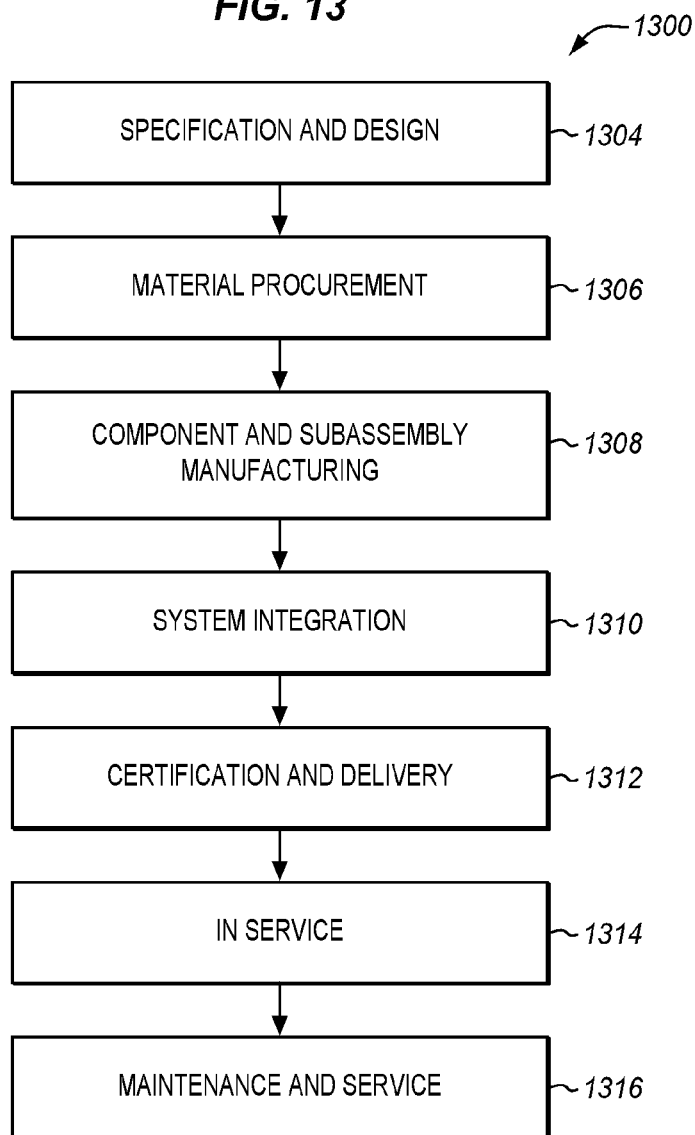 FIG. 13
1300
SPECIFICATION AND DESIGN
1304
MATERIAL PROCUREMENT
1306
COMPONENT AND SUBASSEMBLY
MANUFACTURING
1308
SYSTEM INTEGRATION
1310
CERTIFICATION AND DELIVERY
1312
IN SERVICE
1314
MAINTENANCE AND SERVICE
1316